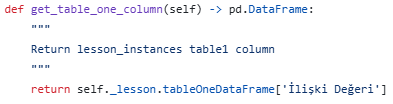 def get_table_one_column(self) -> pd.DataFrame:
    """
    Return lesson_instances table1 column
    """
    return self._lesson.tableOneDataFrame['İlişki Değeri']